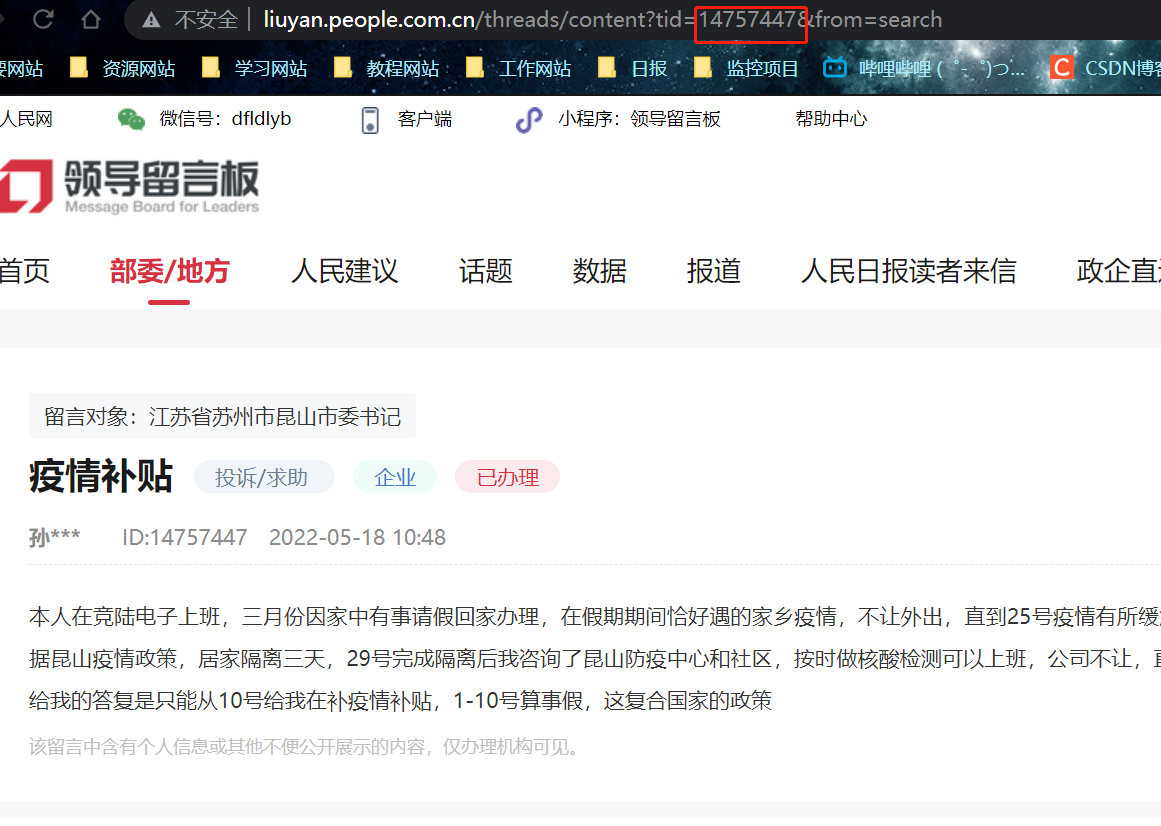 不安全 liuyan.people.com.cn/threads/content?tid=14757447&from=search
要网站 资源网站 学习网站 教程网站 工作网站 日报 监控项目 哔哩哔哩 (゜-゜)つ... CSDN博客
人民网 微信号：dfldlyb 客户端 小程序：领导留言板 帮助中心
领导留言板
Message Board for Leaders
首页 部委/地方 人民建议 话题 数据 报道 人民日报读者来信 政企直
留言对象：江苏省苏州市昆山市委书记
疫情补贴 投诉/求助 企业 已办理
孙*** ID:14757447 2022-05-18 10:48
本人在竞陆电子上班，三月份因家中有事请假回家办理，在假期期间恰好遇的家乡疫情，不让外出，直到25号疫情有所缓
据昆山疫情政策，居家隔离三天，29号完成隔离后我咨询了昆山防疫中心和社区，按时做核酸检测可以上班，公司不让，
给我的答复是只能从10号给我在补疫情补贴，1-10号算事假，这复合国家的政策
该留言中含有个人信息或其他不便公开展示的内容，仅办理机构可见。